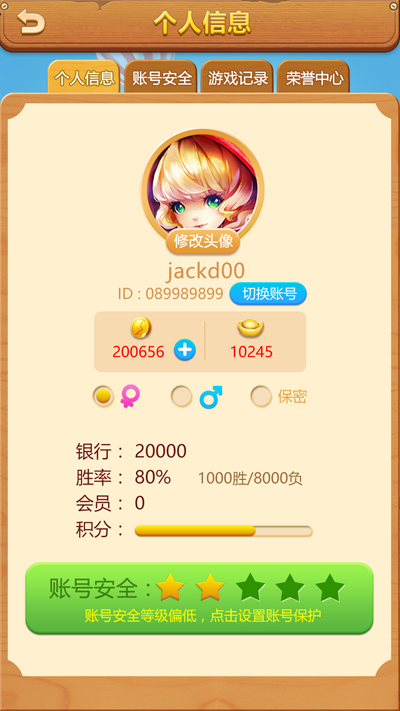 个人信息
个人信息 账号安全 游戏记录 荣誉中心
修改头像
jackd00
ID：089989899 切换账号
200656 10245
保密
银行： 20000
胜率： 80% 1000胜/8000负
会员： 0
积分：
账号安全：
账号安全等级偏低，点击设置账号保护